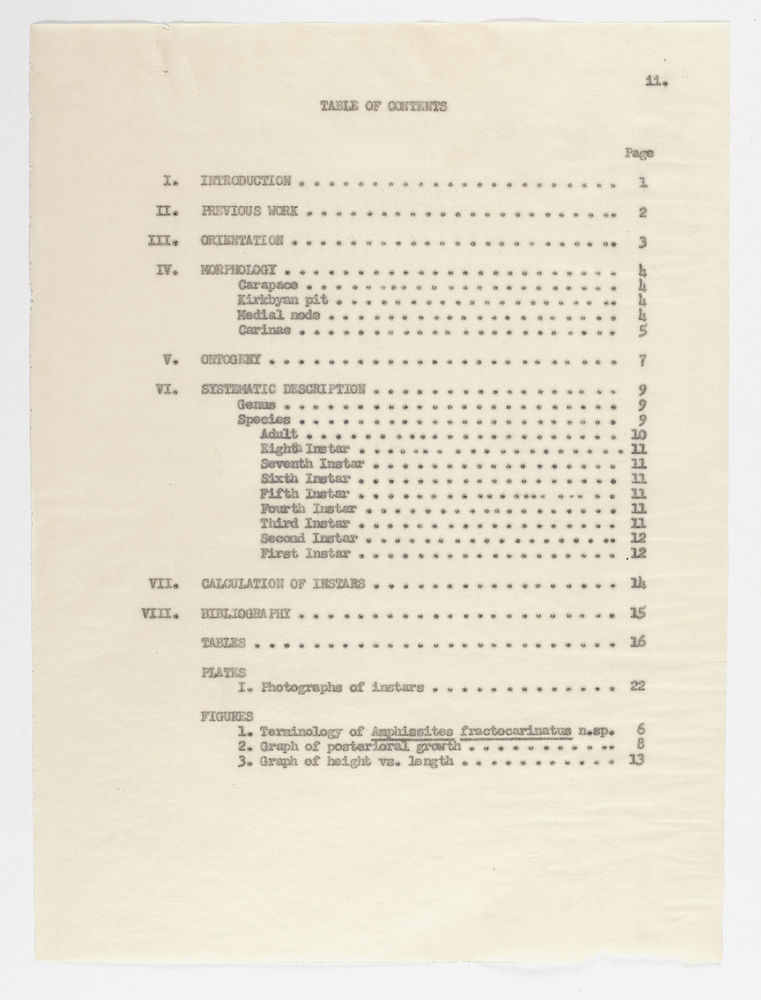 ii.
TABLE OF CONTENTS
Page
I. INTRODUCTION . . . . . . . . . . . . . . . . . . . . . . 1
II. PREVIOUS WORK . . . . . . . . . . . . . . . . . . . . . 2
III. ORIENTATION . . . . . . . . . . . . . . . . . . . . . . 3
IV. MORPHOLOGY . . . . . . . . . . . . . . . . . . . . . . . 4
Carapace . . . . . . . . . . . . . . . . . . . . . 4
Kirkbyan pit . . . . . . . . . . . . . . . . . . . 4
Medial node . . . . . . . . . . . . . . . . . . . . 4
Carinae . . . . . . . . . . . . . . . . . . . . . . 5
V. ONTOGENY . . . . . . . . . . . . . . . . . . . . . . . . 7
VI. SYSTEMATIC DESCRIPTION . . . . . . . . . . . . . . . . . 9
Genus . . . . . . . . . . . . . . . . . . . . . . . 9
Species . . . . . . . . . . . . . . . . . . . . . . 9
Adult . . . . . . . . . . . . . . . . . . . . . 10
Eighth Instar . . . . . . . . . . . . . . . . . . 11
Seventh Instar . . . . . . . . . . . . . . . . . 11
Sixth Instar . . . . . . . . . . . . . . . . . . 11
Fifth Instar . . . . . . . . . . . . . . . . . . 11
Fourth Instar . . . . . . . . . . . . . . . . . 11
Third Instar . . . . . . . . . . . . . . . . . . 11
Second Instar . . . . . . . . . . . . . . . . . 12
First Instar . . . . . . . . . . . . . . . . . . 12
VII. CALCULATION OF INSTARS . . . . . . . . . . . . . . . . . 14
VIII. BIBLIOGRAPHY . . . . . . . . . . . . . . . . . . . . . . 15
TABLES . . . . . . . . . . . . . . . . . . . . . . . . . 16
PLATES
I. Photographs of instars . . . . . . . . . . . . . 22
FIGURES
1. Terminology of Amphissites fractocarinatus n.sp. 6
2. Graph of posterioral growth . . . . . . . . . . 8
3. Graph of height vs. length . . . . . . . . . . . 13